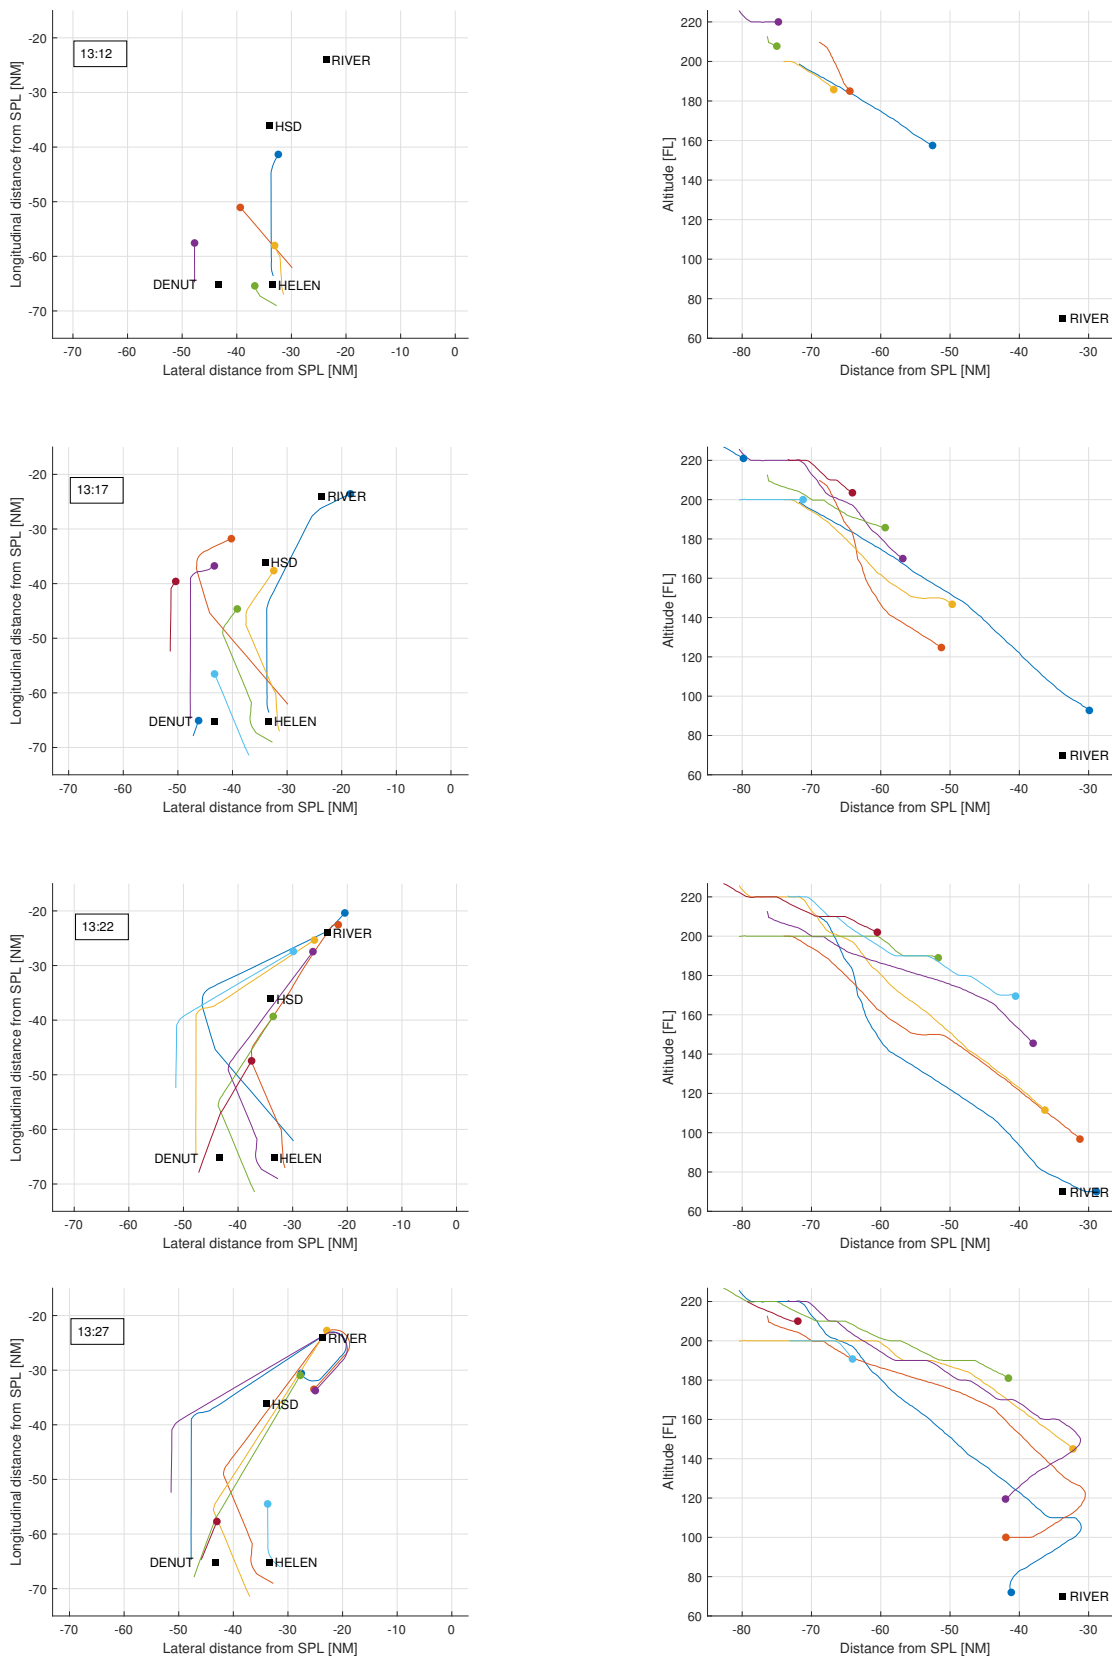 13:12
RIVER
HSD
DENUT
HELEN
-20
-30
-40
-50
-60
-70
-70 -60 -50 -40 -30 -20 -10 0
Lateral distance from SPL [NM]
Longitudinal distance from SPL [NM]
220
200
180
160
140
120
100
80
60
RIVER
-80 -70 -60 -50 -40 -30
Distance from SPL [NM]
Altitude [FL]
13:17
RIVER
HSD
DENUT
HELEN
-20
-30
-40
-50
-60
-70
-70 -60 -50 -40 -30 -20 -10 0
Lateral distance from SPL [NM]
Longitudinal distance from SPL [NM]
220
200
180
160
140
120
100
80
60
RIVER
-80 -70 -60 -50 -40 -30
Distance from SPL [NM]
Altitude [FL]
13:22
RIVER
HSD
DENUT
HELEN
-20
-30
-40
-50
-60
-70
-70 -60 -50 -40 -30 -20 -10 0
Lateral distance from SPL [NM]
Longitudinal distance from SPL [NM]
220
200
180
160
140
120
100
80
60
RIVER
-80 -70 -60 -50 -40 -30
Distance from SPL [NM]
Altitude [FL]
13:27
RIVER
HSD
DENUT
HELEN
-20
-30
-40
-50
-60
-70
-70 -60 -50 -40 -30 -20 -10 0
Lateral distance from SPL [NM]
Longitudinal distance from SPL [NM]
220
200
180
160
140
120
100
80
60
RIVER
-80 -70 -60 -50 -40 -30
Distance from SPL [NM]
Altitude [FL]